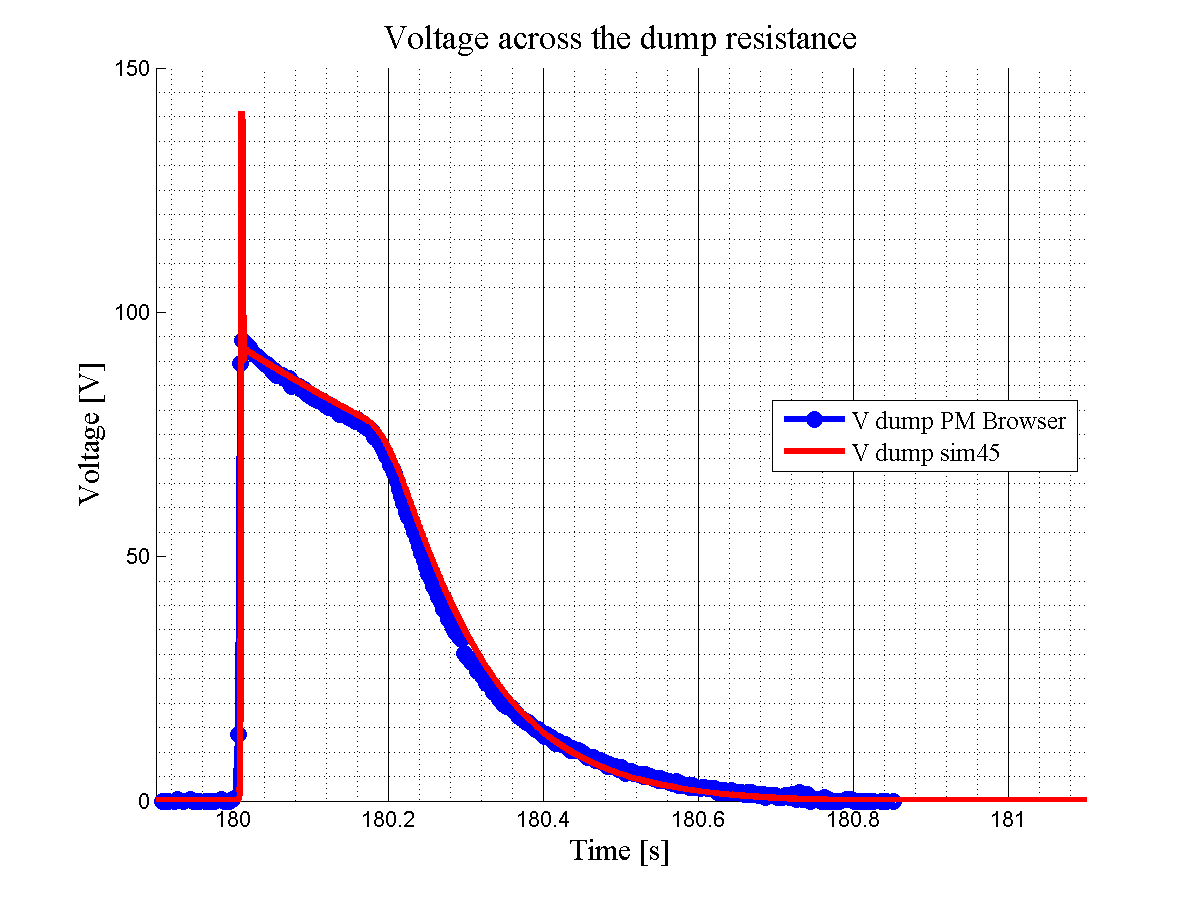 Voltage across the dump resistance
150
100
50
0
Voltage [V]
V dump PM Browser
V dump sim45
180
180.2
180.4
180.6
180.8
181
Time [s]